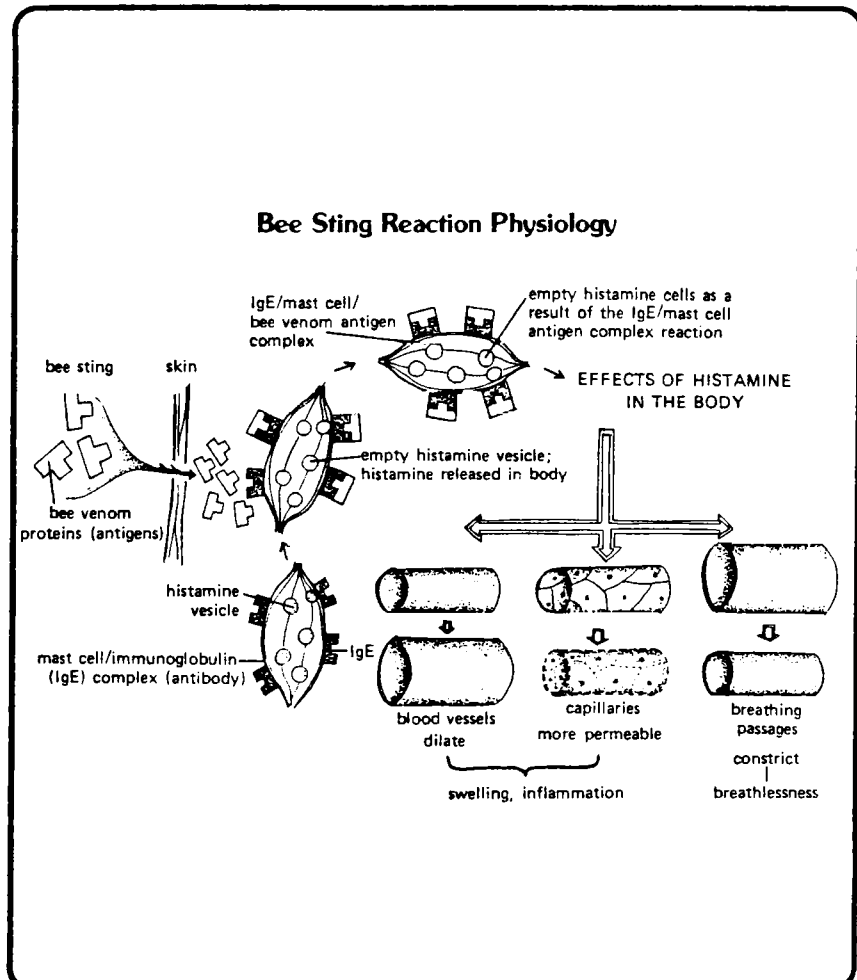 Bee Sting Reaction Physiology
IgE/mast cell/
bee venom antigen
complex
empty histamine cells as a
result of the IgE/mast cell
antigen complex reaction
bee sting
skin
EFFECTS OF HISTAMINE
IN THE BODY
empty histamine vesicle;
histamine released in body
bee venom
proteins (antigens)
histamine
vesicle
mast cell/immunoglobulin
(IgE) complex (antibody)
IgE
blood vessels
dilate
capillaries
more permeable
breathing
passages
constrict
breathlessness
swelling, inflammation